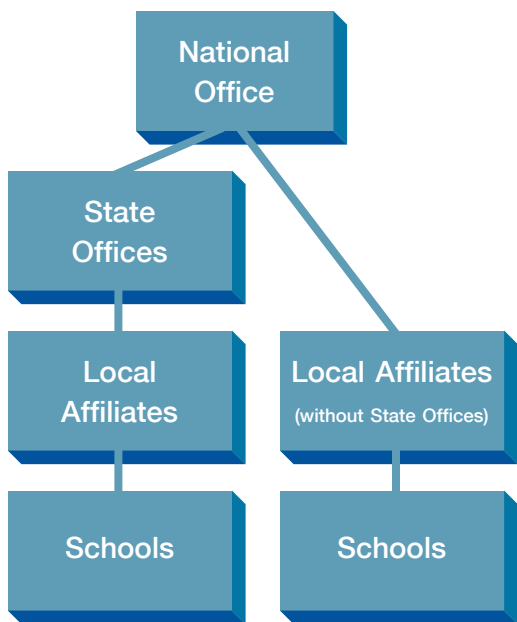 National
Office
State
Offices
Local
Affiliates
Local Affiliates
(without State Offices)
Schools
Schools